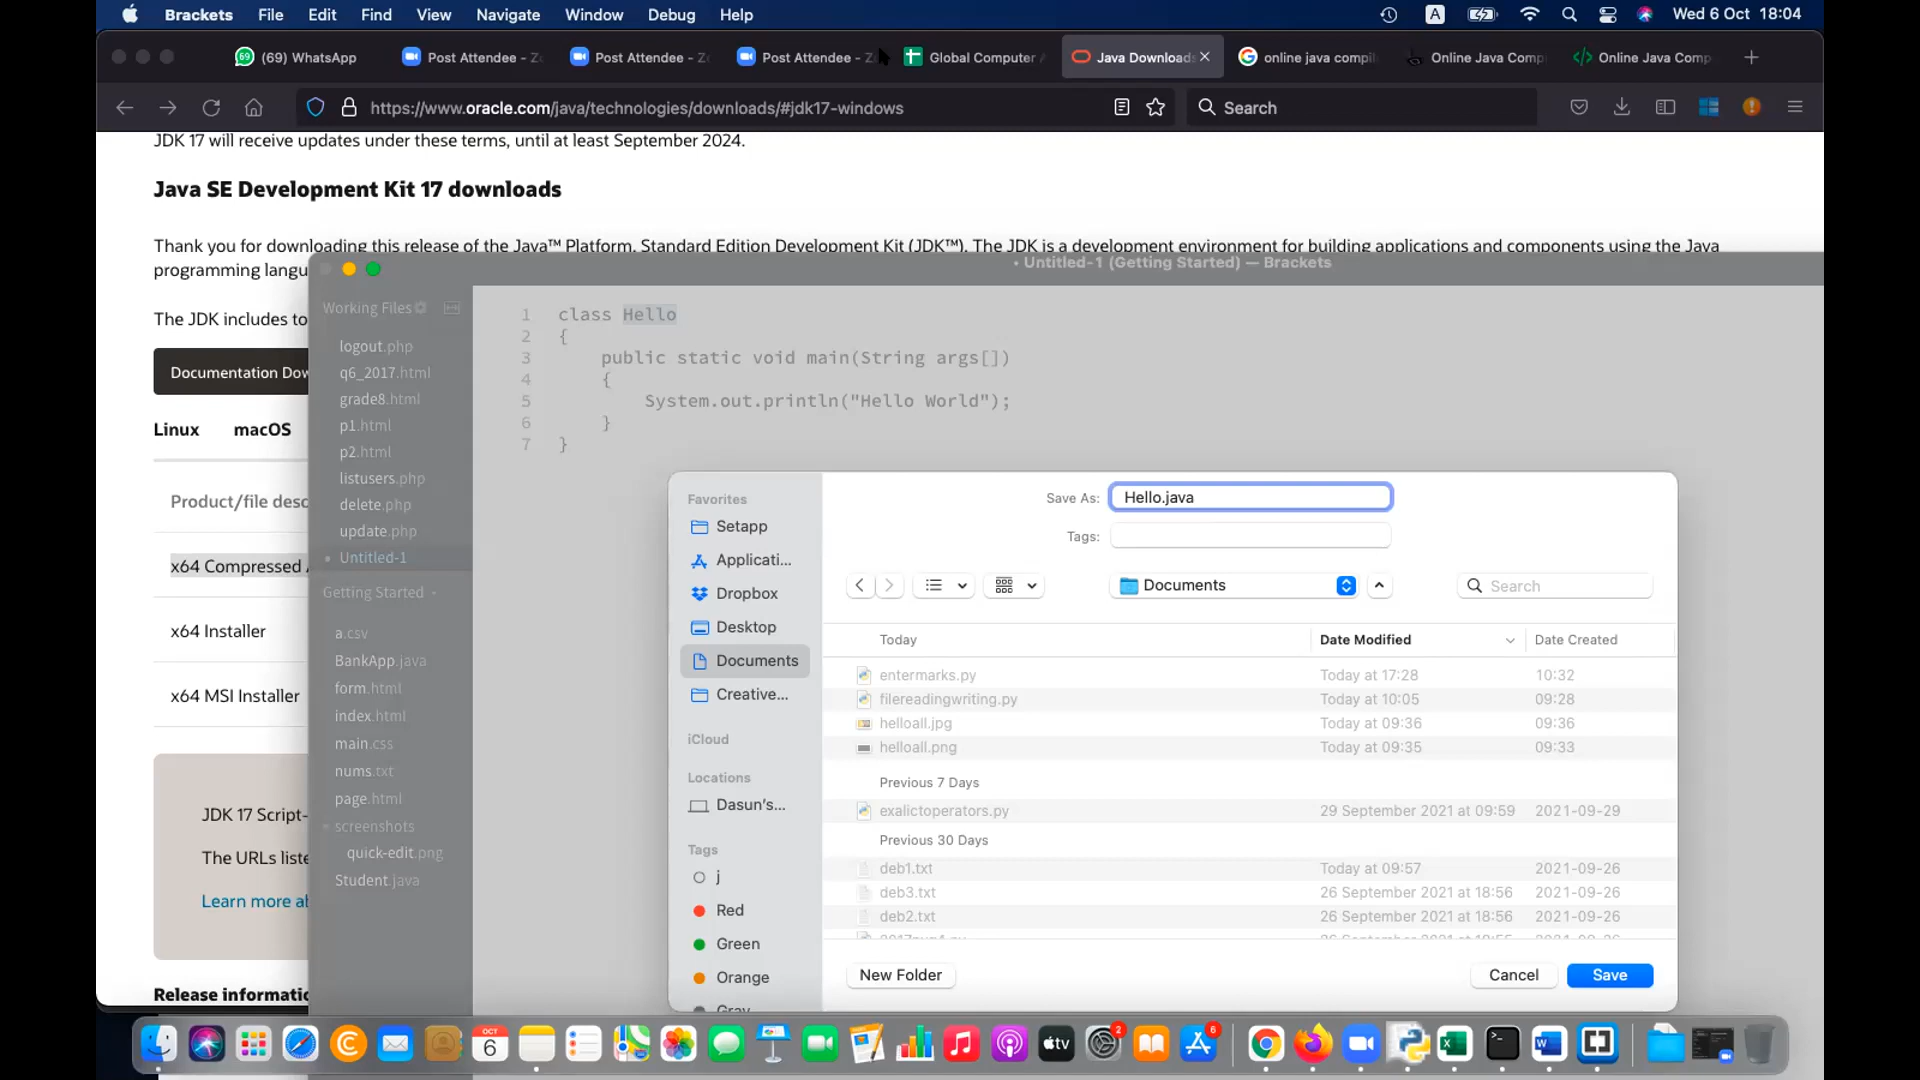 Brackets File Edit Find View Navigate Window Debug Help
A
Wed 6 Oct 18:04
69 (69) WhatsApp
Post Attendee - Z
Post Attendee - Z
Post Attendee - Z
Global Computer
Java Downloads
online java compil
Online Java Comp
Online Java Comp
https://www.oracle.com/java/technologies/downloads/#jdk17-windows
Search
JDK 17 will receive updates under these terms, until at least September 2024.
Java SE Development Kit 17 downloads
Thank you for downloading this release of the Java™ Platform, Standard Edition Development Kit (JDK™). The JDK is a development environment for building applications and components using the Java
programming langu
The JDK includes to
Documentation Dow
Linux macOS
Product/file desc
x64 Compressed A
x64 Installer
x64 MSI Installer
JDK 17 Script-
The URLs liste
Learn more ab
Release informatio
• Untitled-1 (Getting Started) — Brackets
Working Files
logout.php
q6_2017.html
grade8.html
p1.html
p2.html
listusers.php
delete.php
update.php
• Untitled-1
Getting Started
a.csv
BankApp.java
form.html
index.html
main.css
nums.txt
page.html
screenshots
quick-edit.png
Student.java
1 class Hello
2 {
3 public static void main(String args[])
4 {
5 System.out.println("Hello World");
6 }
7 }
Save As: Hello.java
Tags:
Documents
Search
Favorites
Setapp
Applicati...
Dropbox
Desktop
Documents
Creative...
iCloud
Locations
Dasun's...
Tags
j
Red
Green
Orange
Gray
Today Date Modified Date Created
entermarks.py Today at 17:28 10:32
filereadingwriting.py Today at 10:05 09:28
helloall.jpg Today at 09:36 09:36
helloall.png Today at 09:35 09:33
Previous 7 Days
exalictoperators.py 29 September 2021 at 09:59 2021-09-29
Previous 30 Days
deb1.txt Today at 09:57 2021-09-26
deb3.txt 26 September 2021 at 18:56 2021-09-26
deb2.txt 26 September 2021 at 18:56 2021-09-26
New Folder Cancel Save
OCT
6
tv
2
6